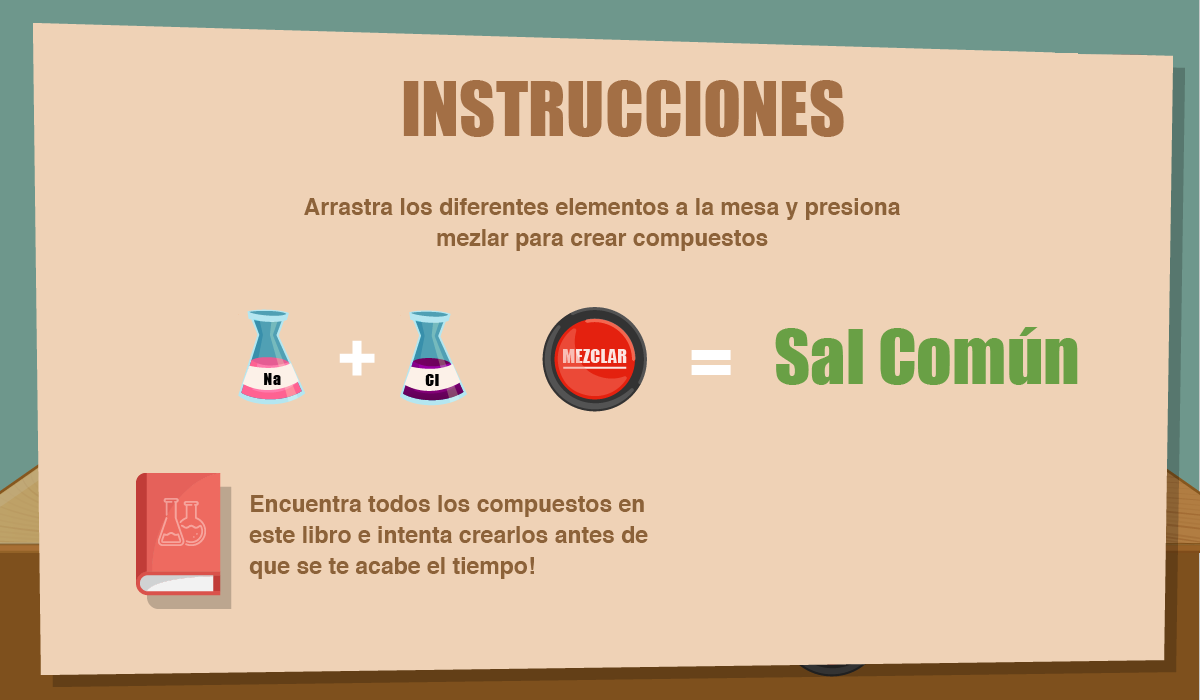 INSTRUCCIONES
Arrastra los diferentes elementos a la mesa y presiona
mezlar para crear compuestos
Na + Cl MEZCLAR = Sal Común
Encuentra todos los compuestos en
este libro e intenta crearlos antes de
que se te acabe el tiempo!